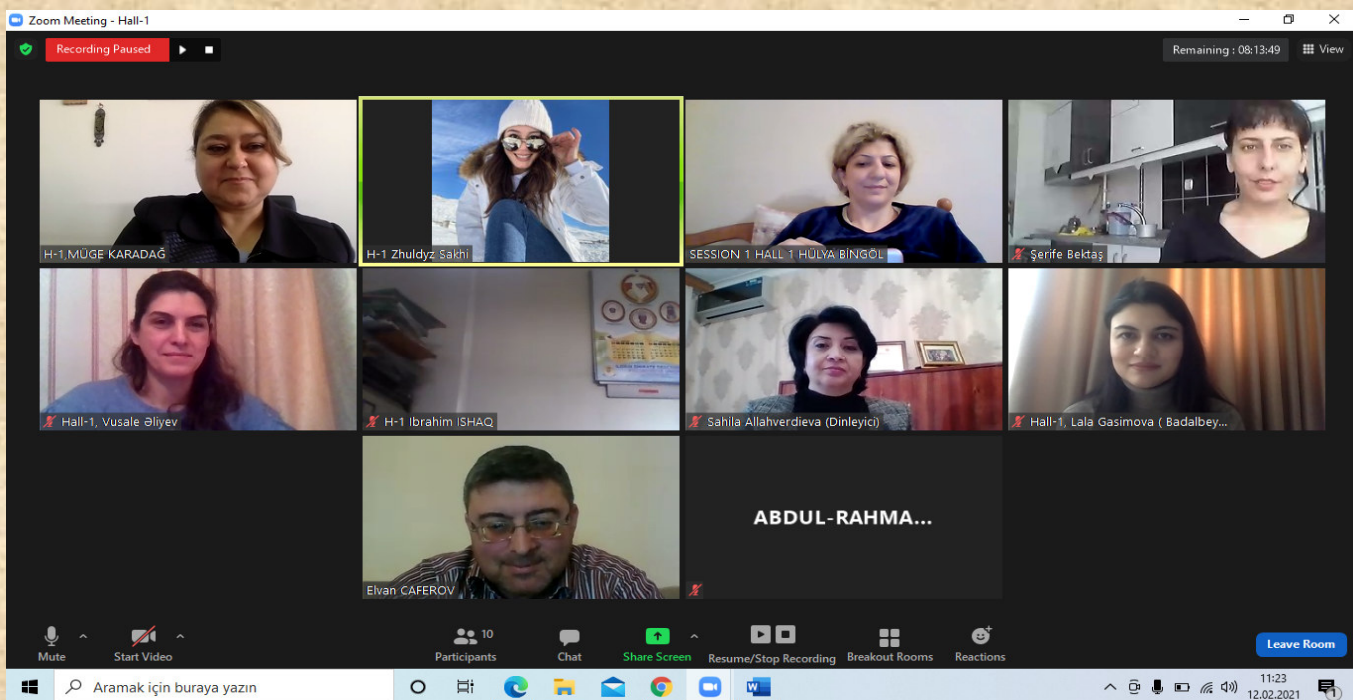 Zoom Meeting - Hall-1
Recording Paused
Remaining : 08:13:49
View
H-1,MÜGE KARADAĞ
H-1 Zhuldyz Sakhi
SESSION 1 HALL 1 HÜLYA BİNGÖL
Şerife Bektaş
Hall-1, Vusale Əliyev
H-1 Ibrahim ISHAQ
Sahila Allahverdieva (Dinleyici)
Hall-1, Lala Gasimova ( Badalbey...
Elvan CAFEROV
ABDUL-RAHMA...
Mute
Start Video
Participants
10
Chat
Share Screen
Resume/Stop Recording
Breakout Rooms
Reactions
Leave Room
Aramak için buraya yazın
11:23
12.02.2021
1